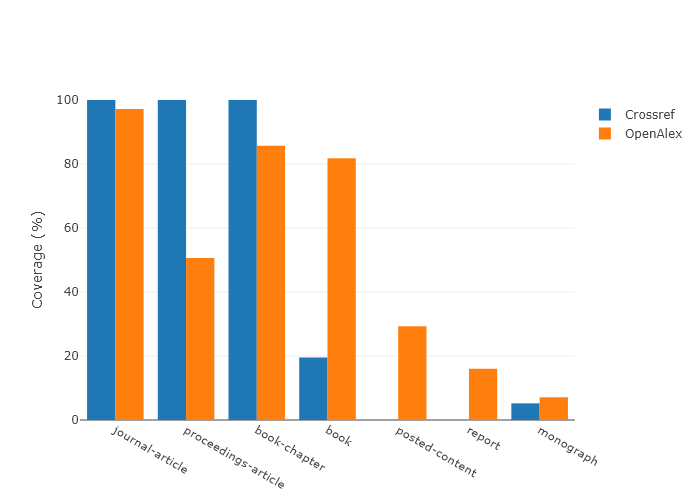 100
80
60
40
20
0
Coverage (%)
journal-article
proceedings-article
book-chapter
book
posted-content
report
monograph
Crossref
OpenAlex